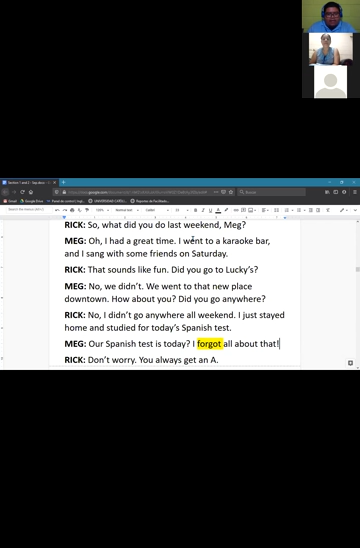 RICK: So, what did you do last weekend, Meg?
MEG: Oh, I had a great time. I went to a karaoke bar,
and I sang with some friends on Saturday.
RICK: That sounds like fun. Did you go to Lucky's?
MEG: No, we didn't. We went to that new place
downtown. How about you? Did you go anywhere?
RICK: No, I didn't go anywhere all weekend. I just stayed
home and studied for today's Spanish test.
MEG: Our Spanish test is today? I forgot all about that!
RICK: Don't worry. You always get an A.